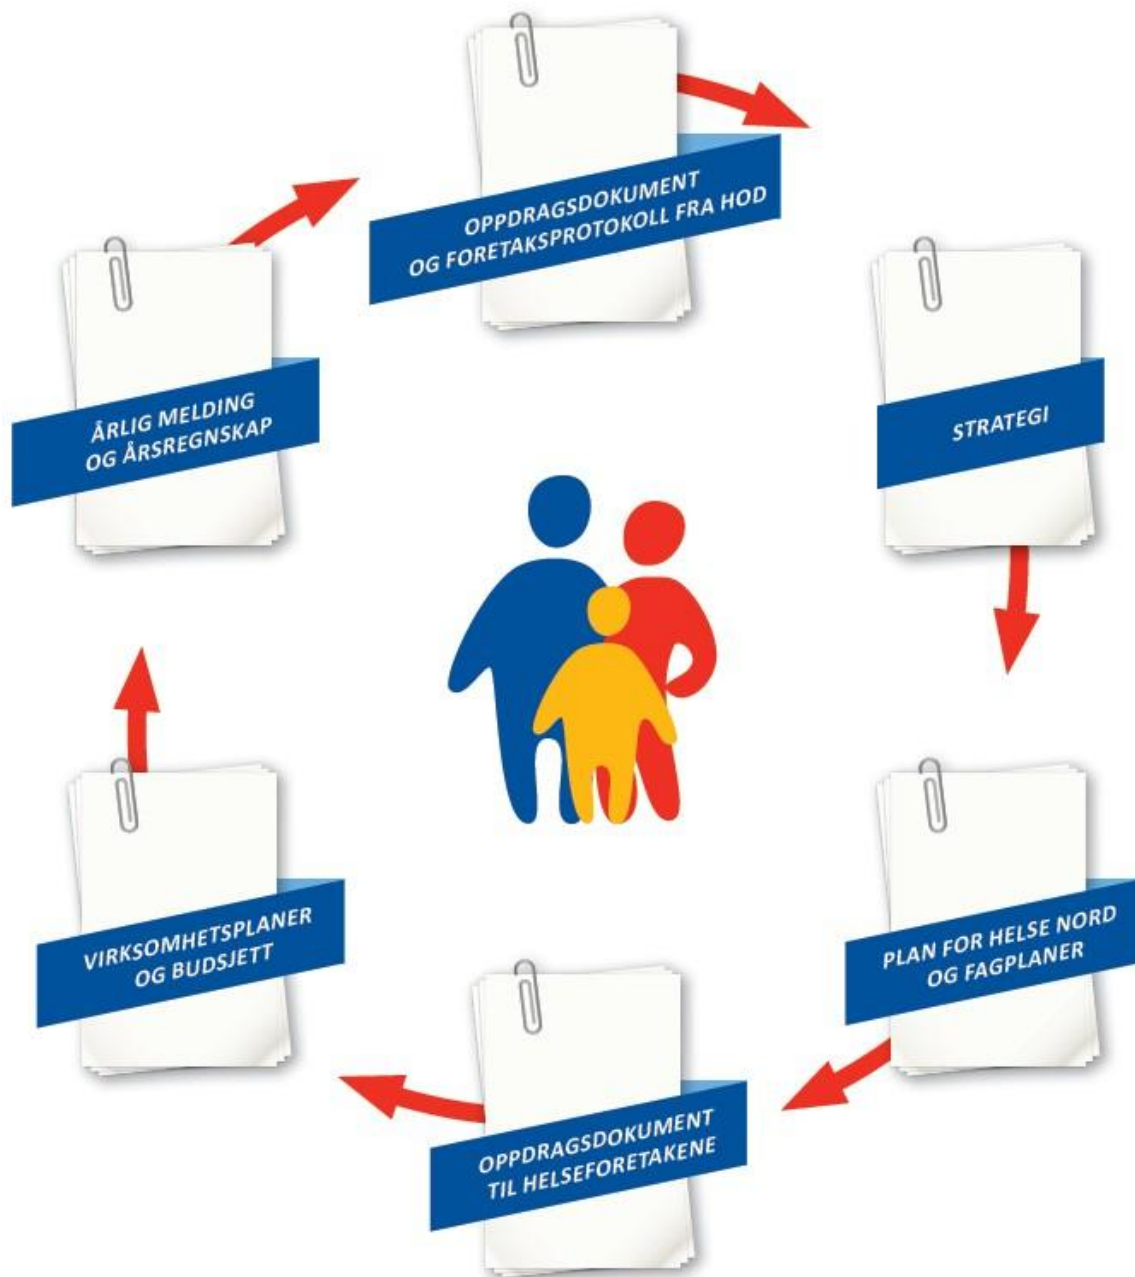 OPPDRAGSDOKUMENT
OG FORETAKSPROTOKOLL FRA HOD
STRATEGI
PLAN FOR HELSE NORD
OG FAGPLANER
OPPDRAGSDOKUMENT
TIL HELSEFORETAKENE
VIRKSOMHETSPLANER
OG BUDSJETT
ÅRLIG MELDING
OG ÅRSREGNSKAP